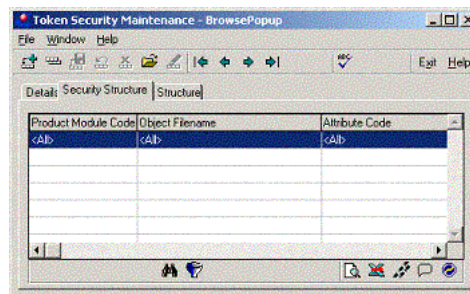 Token Security Maintenance - BrowsePopup
File Window Help
ABC
Exit Help
Details Security Structure Structure
Product Module Code Object Filename Attribute Code
<All> <All> <All>